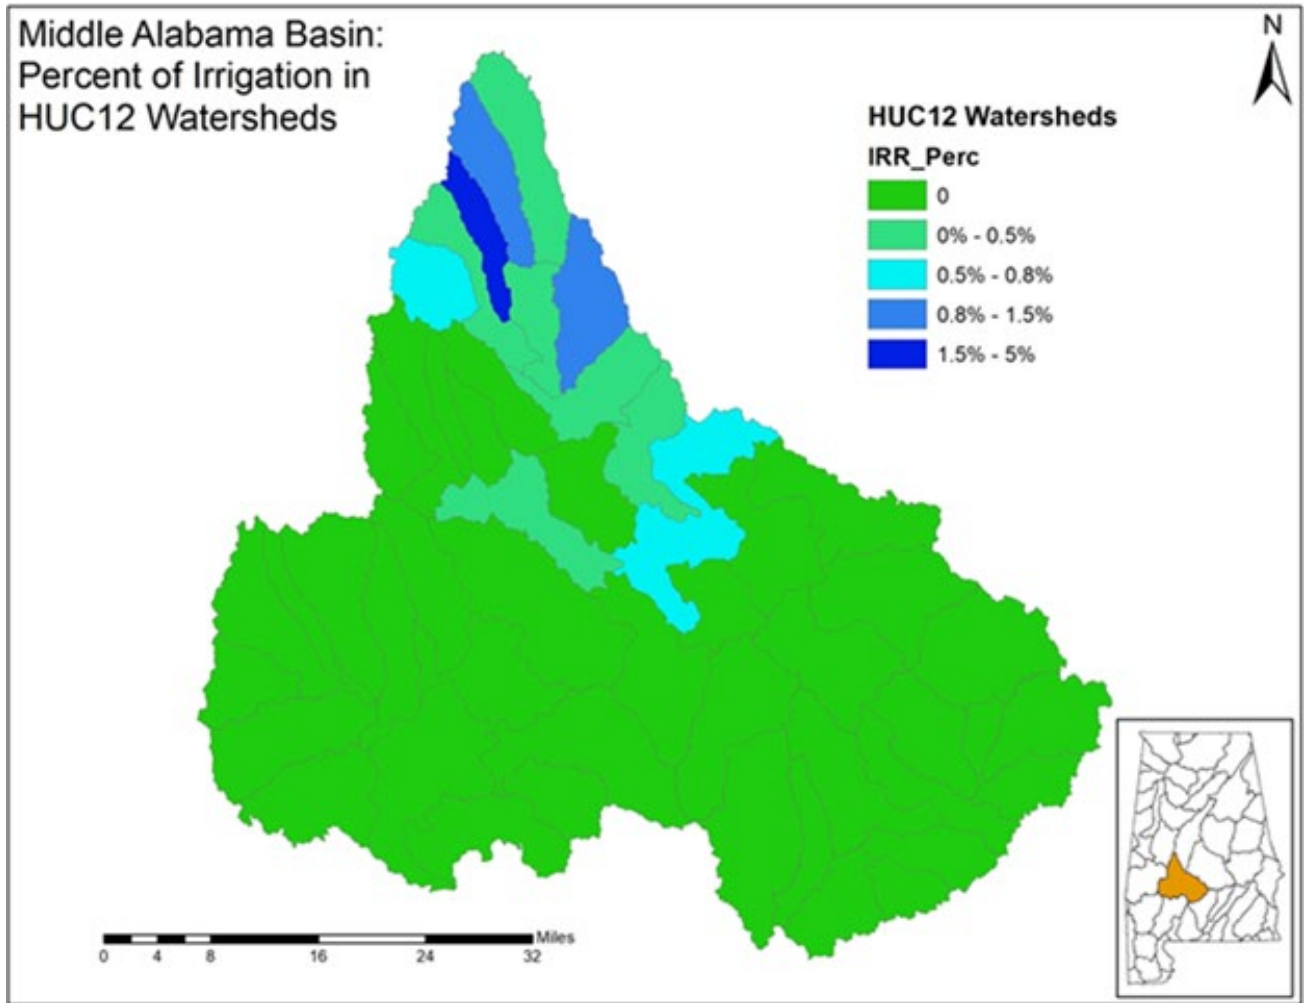 Middle Alabama Basin:
Percent of Irrigation in
HUC12 Watersheds
N
HUC12 Watersheds
IRR_Perc
0
0% - 0.5%
0.5% - 0.8%
0.8% - 1.5%
1.5% - 5%
Miles
0 4 8 16 24 32